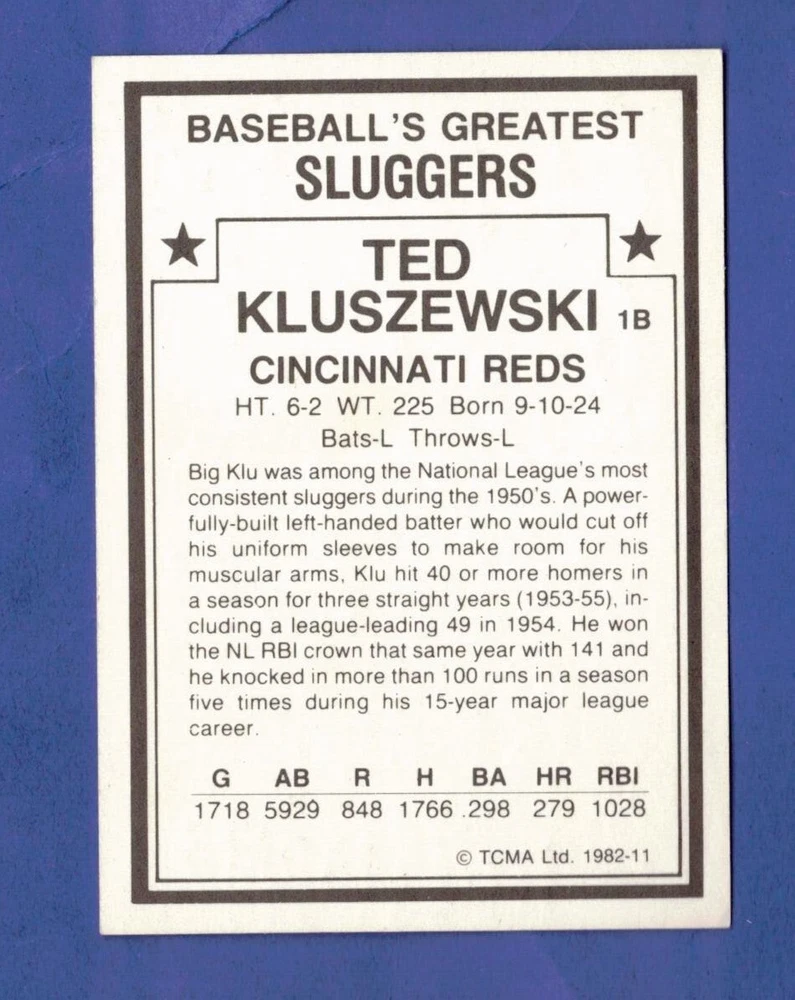 BASEBALL'S GREATEST
SLUGGERS
TED
KLUSZEWSKI 1B
CINCINNATI REDS
HT. 6-2 WT. 225 Born 9-10-24
Bats-L Throws-L
Big Klu was among the National League's most
consistent sluggers during the 1950's. A power-
fully-built left-handed batter who would cut off
his uniform sleeves to make room for his
muscular arms, Klu hit 40 or more homers in
a season for three straight years (1953-55), in-
cluding a league-leading 49 in 1954. He won
the NL RBI crown that same year with 141 and
he knocked in more than 100 runs in a season
five times during his 15-year major league
career.
G AB R H BA HR RBI
1718 5929 848 1766 .298 279 1028
© TCMA Ltd. 1982-11